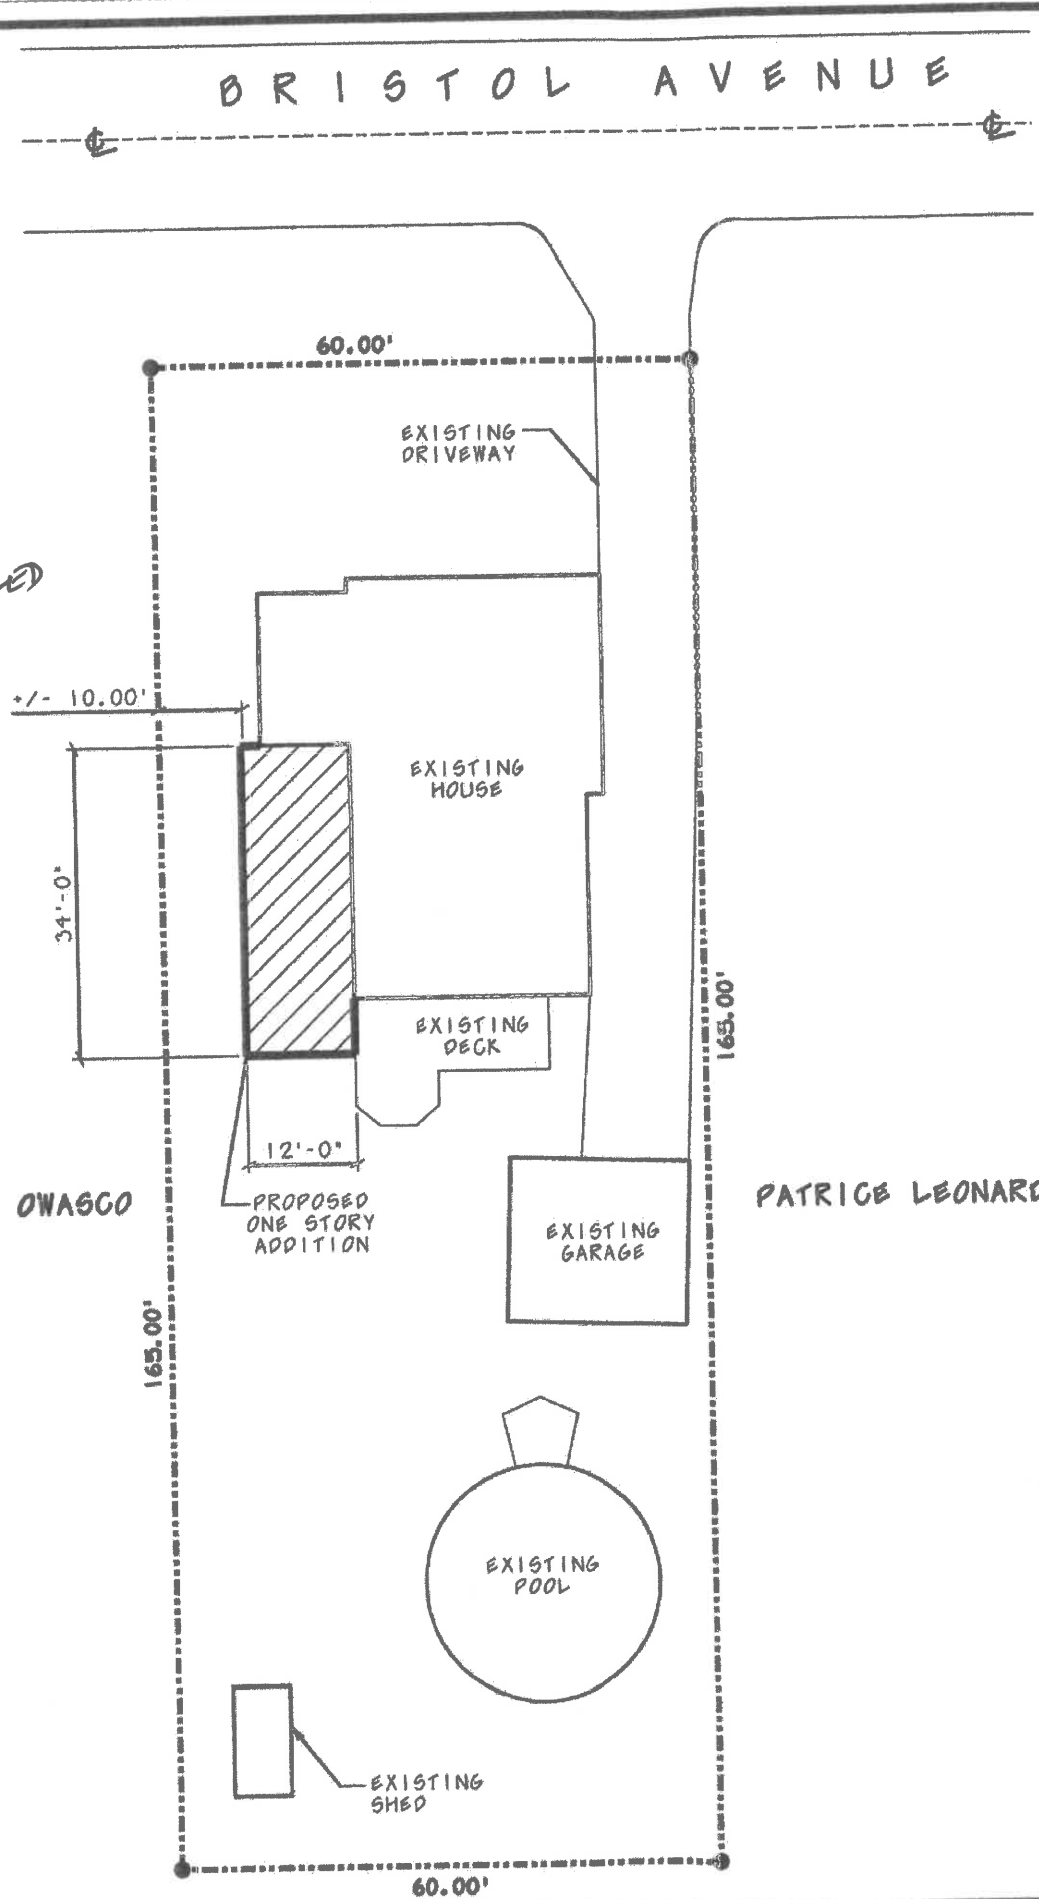 BRISTOL AVENUE
℄ ℄
60.00'
EXISTING
DRIVEWAY
+/- 10.00'
EXISTING
HOUSE
34'-0"
165.00'
EXISTING
DECK
12'-0"
OWASCO
PROPOSED
ONE STORY
ADDITION
PATRICE LEONARD
EXISTING
GARAGE
165.00'
EXISTING
POOL
EXISTING
SHED
60.00'